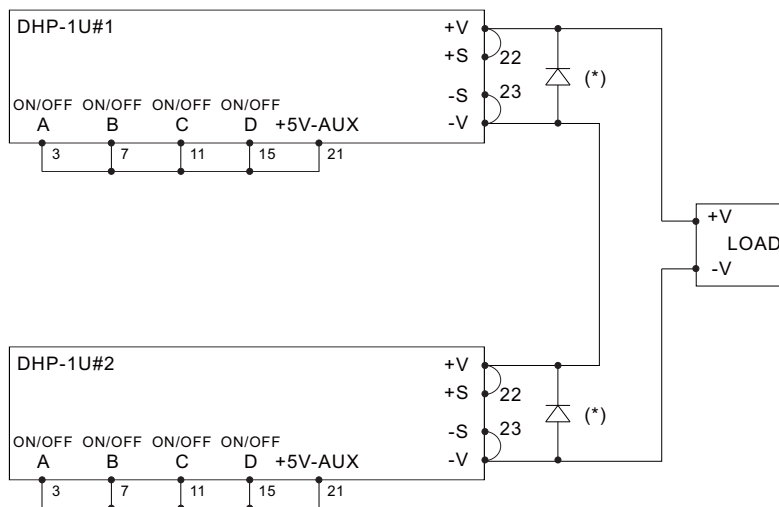 DHP-1U#1
+V
+S 22
-S 23
-V
(*)
ON/OFF ON/OFF ON/OFF ON/OFF
A B C D +5V-AUX
3 7 11 15 21
+V
LOAD
-V
DHP-1U#2
+V
+S 22
-S 23
-V
(*)
ON/OFF ON/OFF ON/OFF ON/OFF
A B C D +5V-AUX
3 7 11 15 21